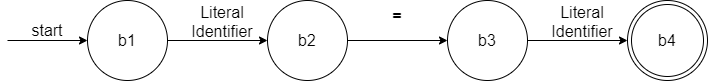 start
b1
Literal
Identifier
b2
=
b3
Literal
Identifier
b4